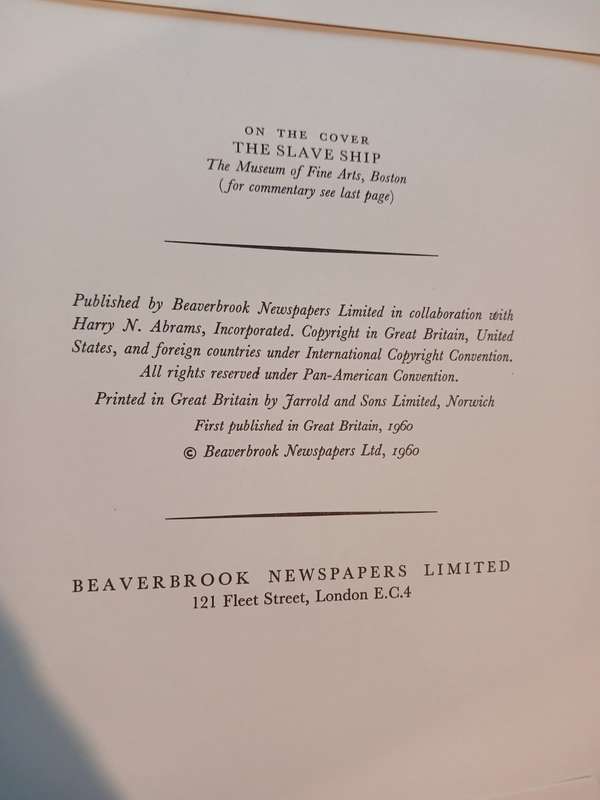 ON THE COVER
THE SLAVE SHIP
The Museum of Fine Arts, Boston
(for commentary see last page)
Published by Beaverbrook Newspapers Limited in collaboration with
Harry N. Abrams, Incorporated. Copyright in Great Britain, United
States, and foreign countries under International Copyright Convention.
All rights reserved under Pan-American Convention.
Printed in Great Britain by Jarrold and Sons Limited, Norwich
First published in Great Britain, 1960
© Beaverbrook Newspapers Ltd, 1960
BEAVERBROOK NEWSPAPERS LIMITED
121 Fleet Street, London E.C.4